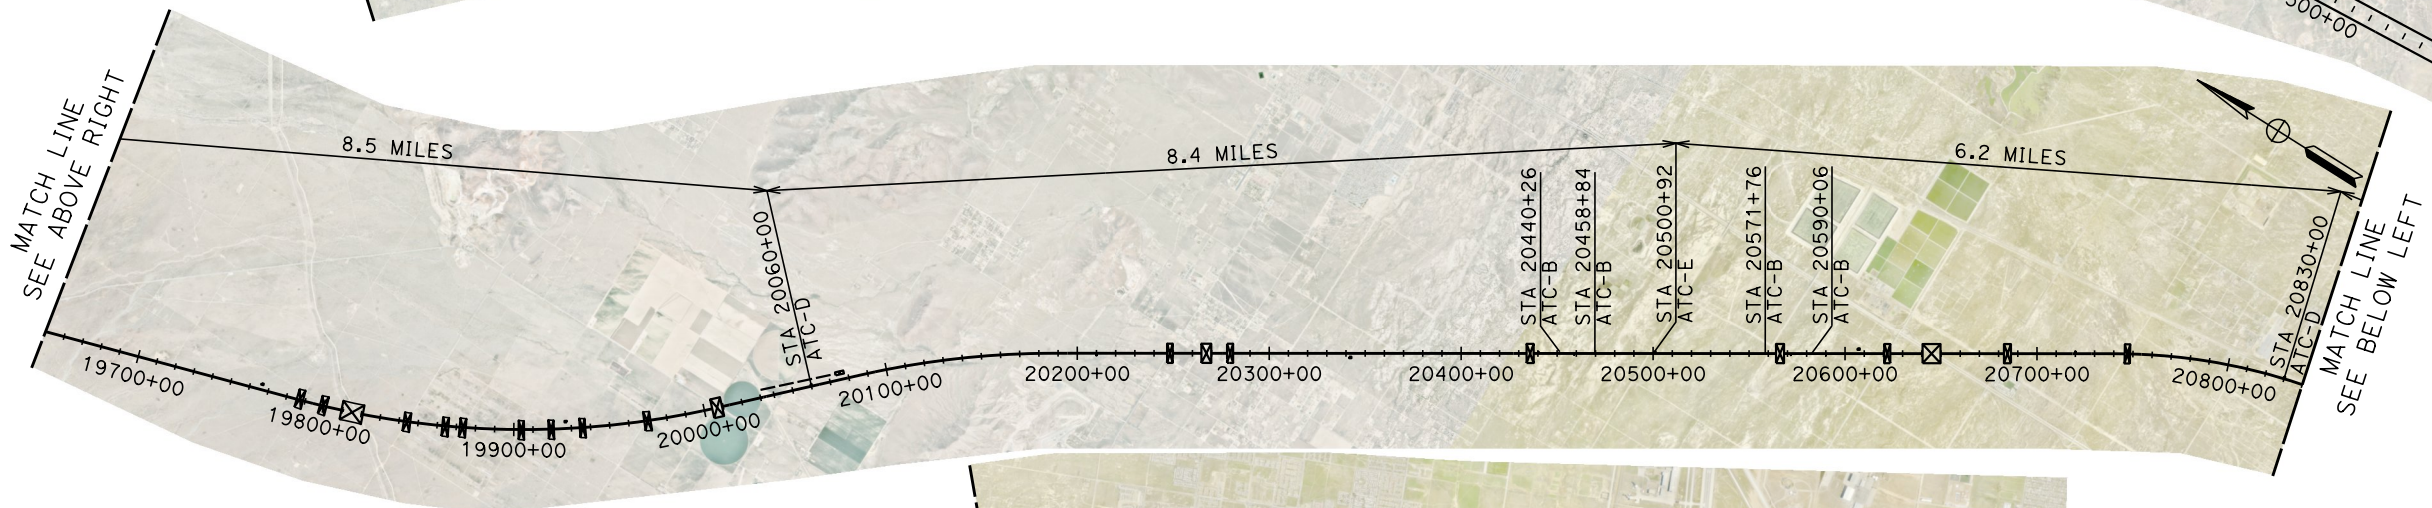 500+00
MATCH LINE
SEE ABOVE RIGHT
8.5 MILES
8.4 MILES
6.2 MILES
STA 20060+00
ATC-D
STA 20440+26
ATC-B
STA 20458+84
ATC-B
STA 20500+92
ATC-E
STA 20571+76
ATC-B
STA 20590+06
ATC-B
STA 20830+00
ATC-D
MATCH LINE
SEE BELOW LEFT
19700+00
19800+00
19900+00
20000+00
20100+00
20200+00
20300+00
20400+00
20500+00
20600+00
20700+00
20800+00